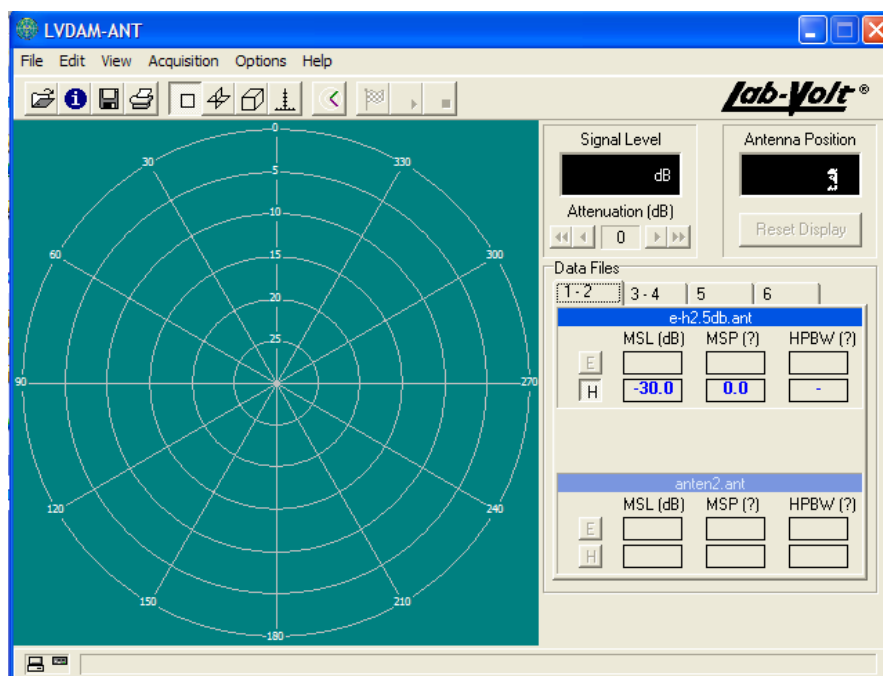 LVDAM-ANT
File Edit View Acquisition Options Help
Lab-Volt ®
0
30
330
5
10
60
300
15
20
25
90
270
120
240
150
210
180
Signal Level
dB
Attenuation (dB)
0
Antenna Position
Reset Display
Data Files
1 - 2 3 - 4 5 6
e-h2.5db.ant
MSL (dB) MSP (?) HPBW (?)
E
H -30.0 0.0 -
anten2.ant
MSL (dB) MSP (?) HPBW (?)
E
H